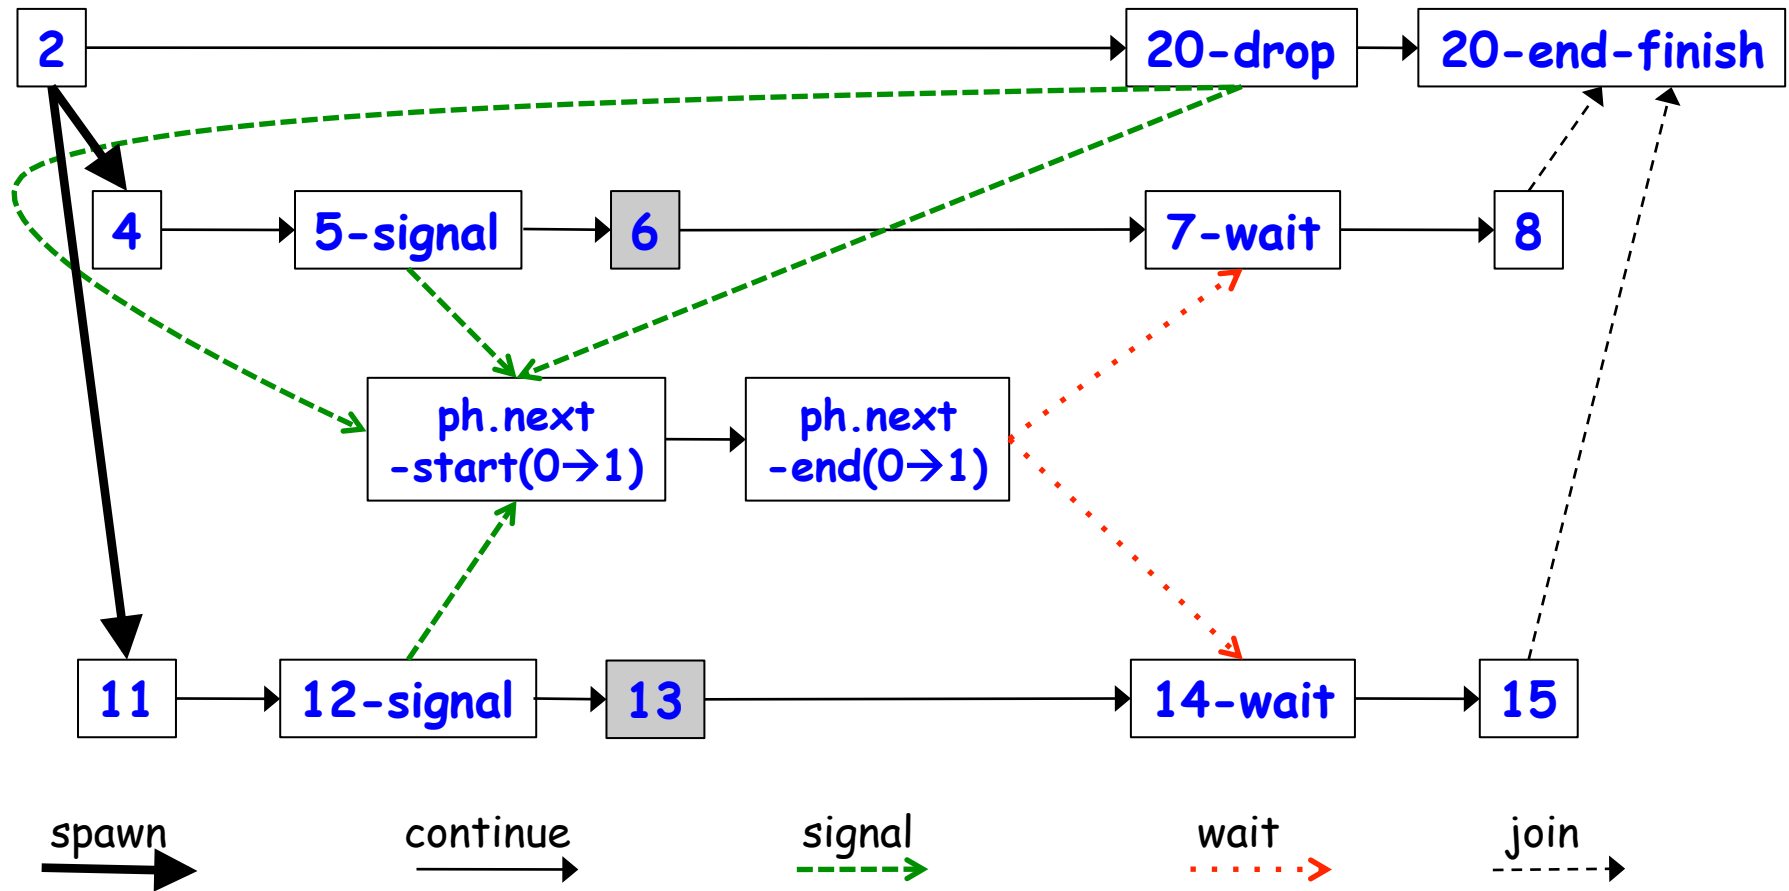 2
20-drop
20-end-finish
4
5-signal
6
7-wait
8
ph.next
-start(0→1)
ph.next
-end(0→1)
11
12-signal
13
14-wait
15
spawn
continue
signal
wait
join